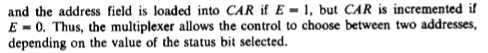 and the address field is loaded into CAR if E = 1, but CAR is incremented if
E = 0. Thus, the multiplexer allows the control to choose between two addresses,
depending on the value of the status bit selected.